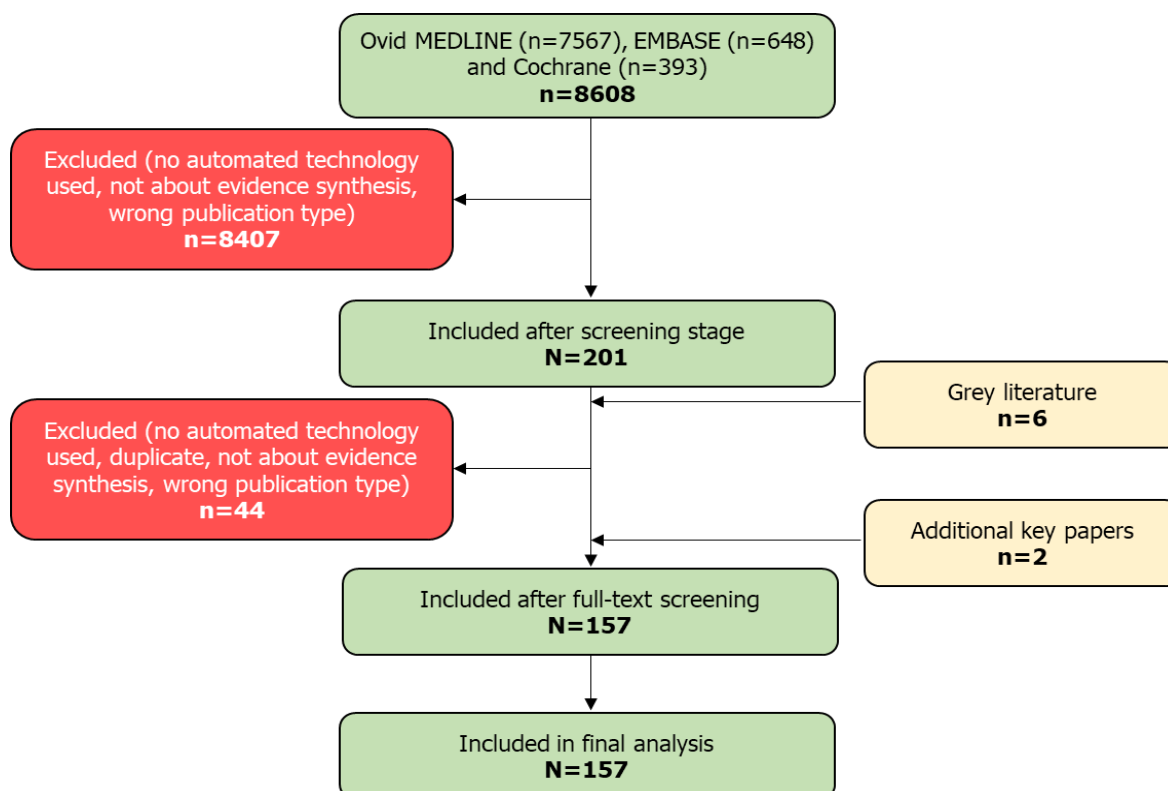 Ovid MEDLINE (n=7567), EMBASE (n=648)
and Cochrane (n=393)
n=8608
Excluded (no automated technology
used, not about evidence synthesis,
wrong publication type)
n=8407
Included after screening stage
N=201
Grey literature
n=6
Excluded (no automated technology
used, duplicate, not about evidence
synthesis, wrong publication type)
n=44
Additional key papers
n=2
Included after full-text screening
N=157
Included in final analysis
N=157